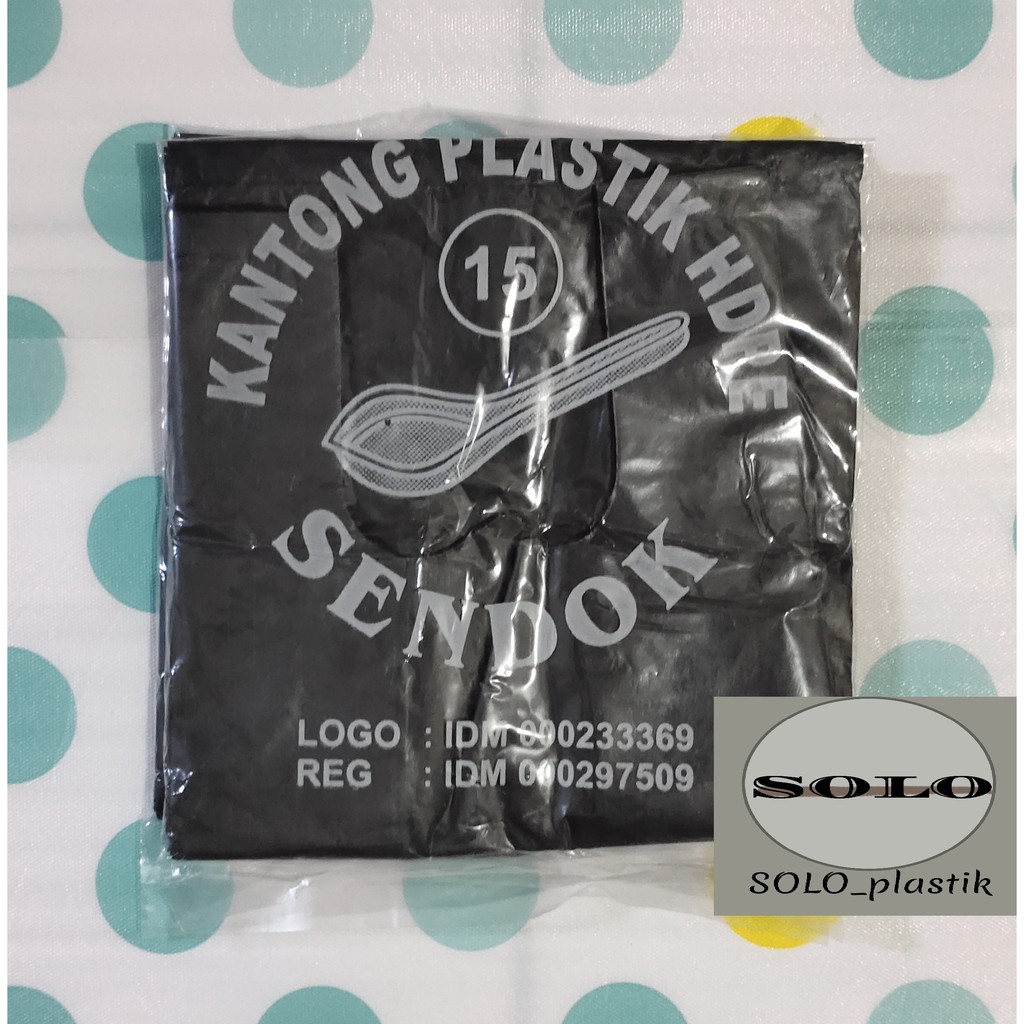 KANTONG PLASTIK HDPE
15
SENDOK
LOGO : IDM 000233369
REG : IDM 000297509
SOLO
SOLO_plastik